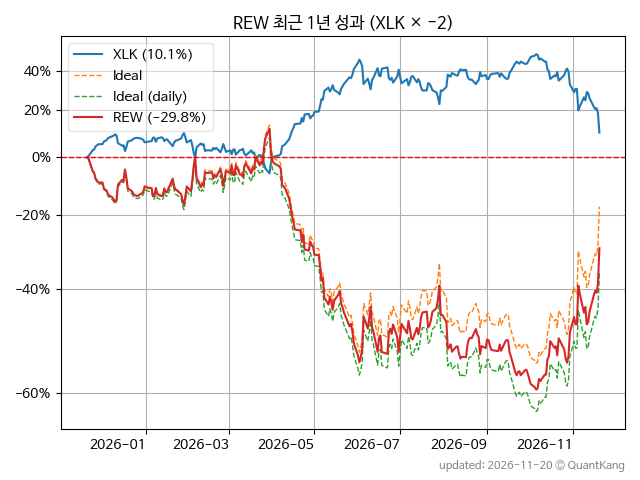 REW 최근 1년 성과 (XLK × −2)
XLK (10.1%)
Ideal
Ideal (daily)
REW (−29.8%)
40%
20%
0%
−20%
−40%
−60%
2026-01 2026-03 2026-05 2026-07 2026-09 2026-11
updated: 2026-11-20 © QuantKang